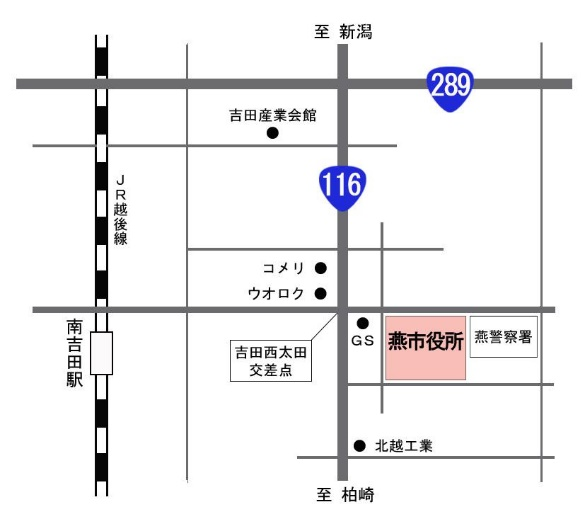 至 新潟
289
吉田産業会館
116
JR越後線
コメリ
ウオロク
南吉田駅
GS
燕市役所
燕警察署
吉田西太田
交差点
北越工業
至 柏崎